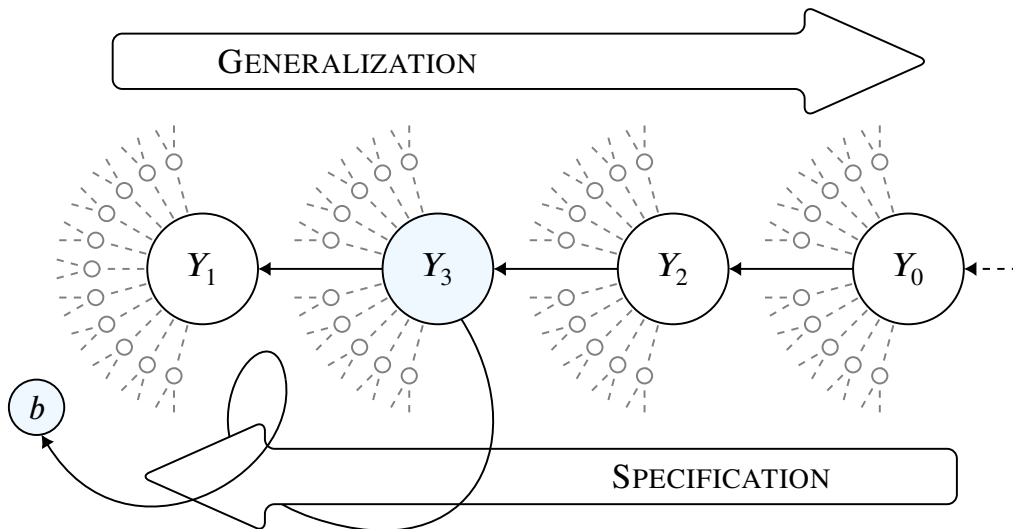 GENERALIZATION
Y₁ Y₃ Y₂ Y₀
b
SPECIFICATION